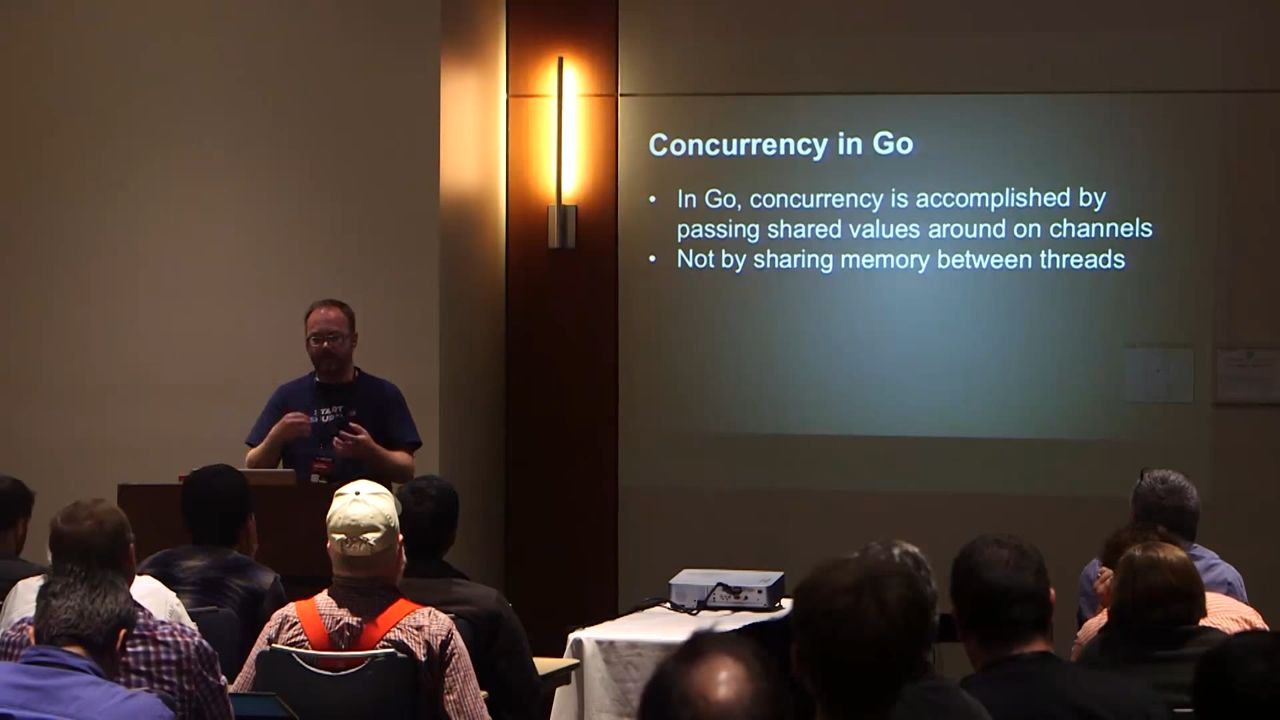 Concurrency in Go
• In Go, concurrency is accomplished by
passing shared values around on channels
• Not by sharing memory between threads
START